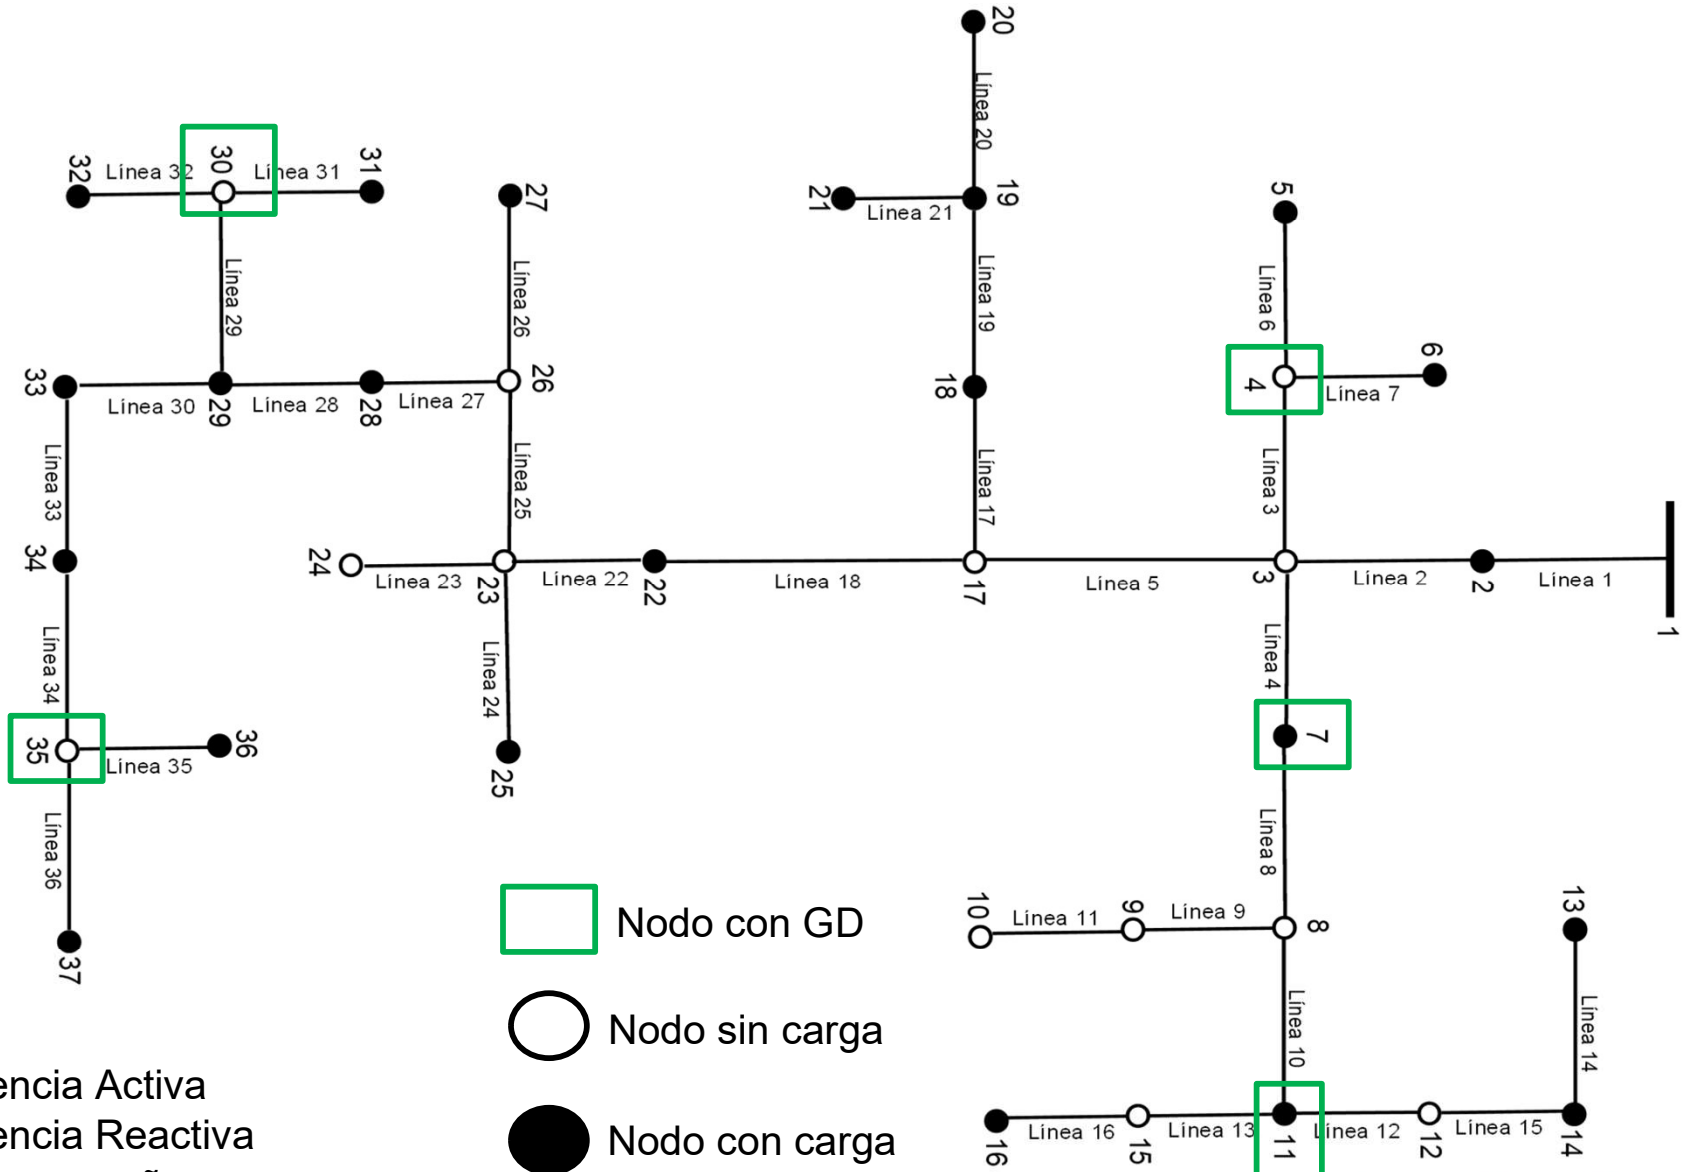 20
Línea 20
32
Línea 32
30
Línea 31
31
27
21
Línea 21
19
5
Línea 29
Línea 26
Línea 19
Línea 6
33
Línea 30
29
Línea 28
28
Línea 27
26
18
4
Línea 7
6
Línea 33
Línea 25
Línea 17
Línea 3
34
24
Línea 23
23
Línea 22
22
Línea 18
17
Línea 5
3
Línea 2
2
Línea 1
1
Línea 34
Línea 24
Línea 4
35
Línea 35
36
25
7
Línea 36
Línea 8
37
Nodo con GD
10
Línea 11
9
Línea 9
8
13
Nodo sin carga
Línea 10
Línea 14
encia Activa
encia Reactiva
Nodo con carga
16
Línea 16
15
Línea 13
11
Línea 12
12
Línea 15
14